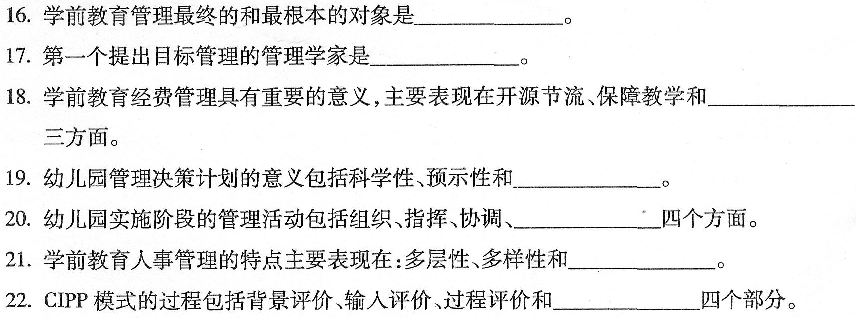 16. 学前教育管理最终的和最根本的对象是____________。
17. 第一个提出目标管理的管理学家是____________。
18. 学前教育经费管理具有重要的意义,主要表现在开源节流、保障教学和____________
三方面。
19. 幼儿园管理决策计划的意义包括科学性、预示性和____________。
20. 幼儿园实施阶段的管理活动包括组织、指挥、协调、____________四个方面。
21. 学前教育人事管理的特点主要表现在:多层性、多样性和____________。
22. CIPP 模式的过程包括背景评价、输入评价、过程评价和____________四个部分。